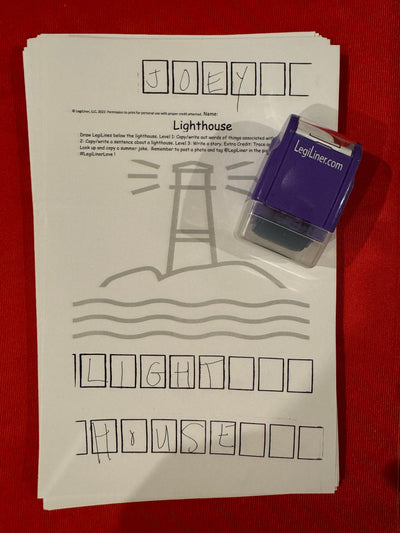 JOEY
© LegiLiner, LLC, 2022. Permission to print for personal use with proper credit attached. Name:
Lighthouse
Draw LegiLines below the lighthouse. Level 1: Copy/write out words of things associated with
2: Copy/write a sentence about a lighthouse. Level 3: Write a story. Extra Credit: Trace
Look up and copy a summer joke. Remember to post a photo and tag @LegiLiner in the
#LegiLinerLove !
LegiLiner.com
LIGHT
HOUSE